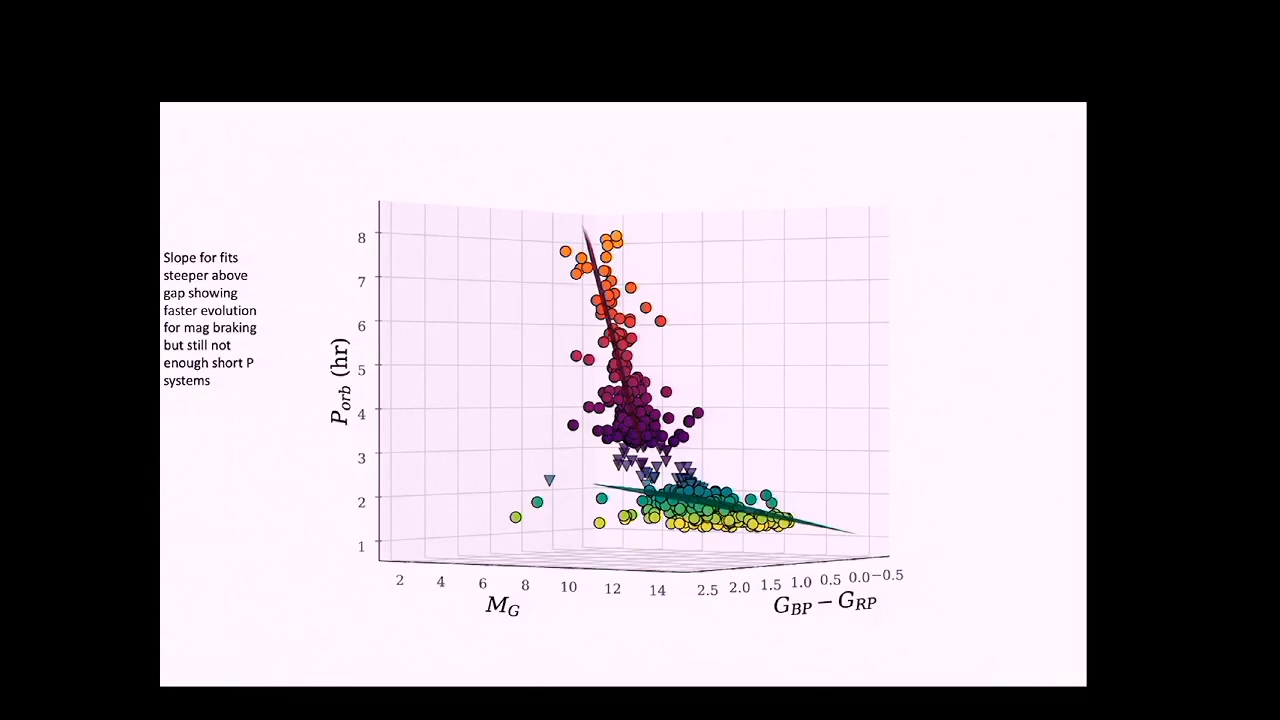 Slope for fits
steeper above
gap showing
faster evolution
for mag braking
but still not
enough short P
systems
P_orb (hr)
8
7
6
5
4
3
2
1
2 4 6 8 10 12 14
M_G
2.5 2.0 1.5 1.0 0.5 0.0 −0.5
G_BP − G_RP